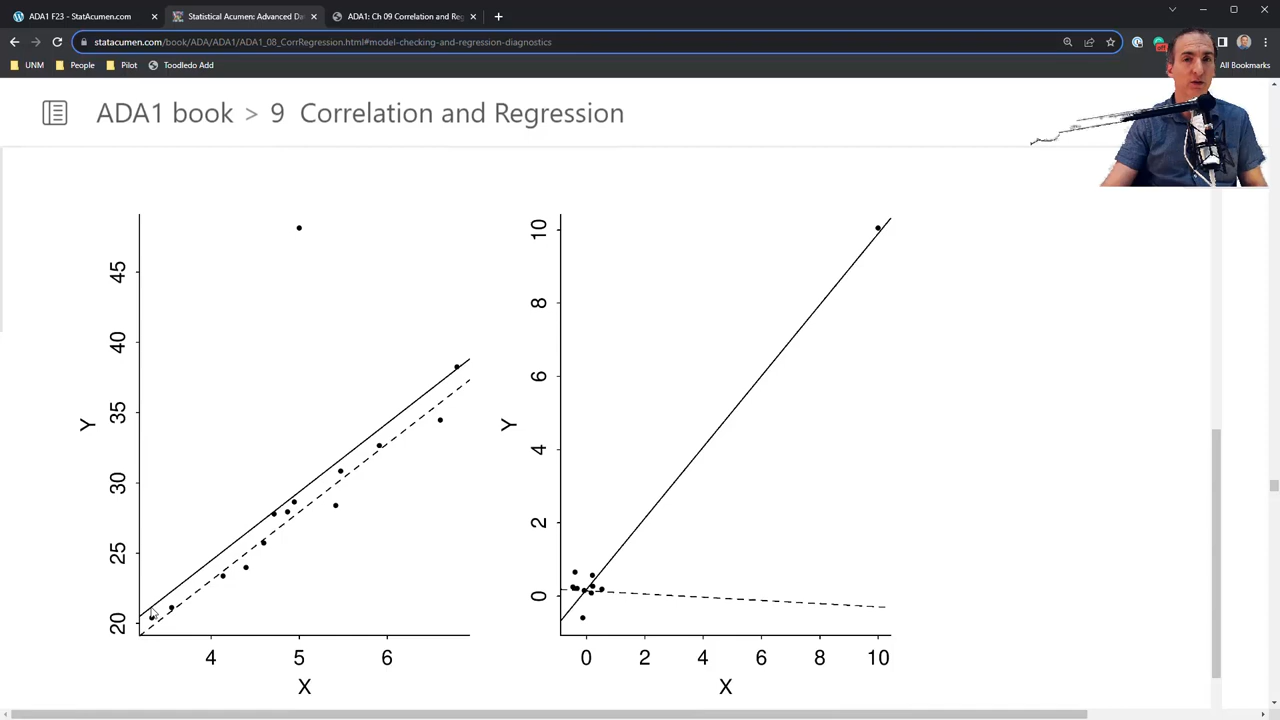 ADA1 F23 - StatAcumen.com
Statistical Acumen: Advanced Da
ADA1: Ch 09 Correlation and Reg
statacumen.com/book/ADA/ADA1/ADA1_08_CorrRegression.html#model-checking-and-regression-diagnostics
UNM
People
Pilot
Toodledo Add
All Bookmarks
ADA1 book > 9 Correlation and Regression
45
40
35
30
25
20
Y
4 5 6
X
10
8
6
4
2
0
Y
0 2 4 6 8 10
X